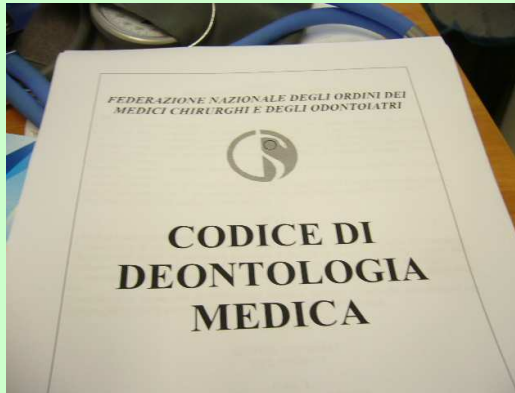 FEDERAZIONE NAZIONALE DEGLI ORDINI DEI
MEDICI CHIRURGHI E DEGLI ODONTOIATRI
CODICE DI
DEONTOLOGIA
MEDICA